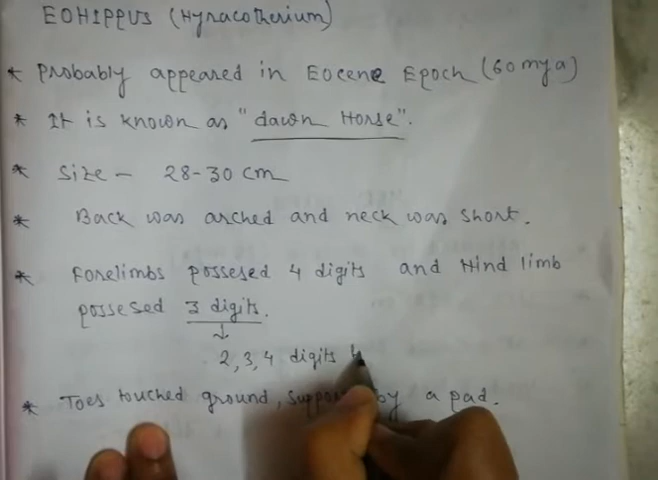 EOHIPPUS (Hyracotherium)
* Probably appeared in Eocene Epoch (60 mya)
* It is known as "dawn Horse".
* Size - 28-30 cm
* Back was arched and neck was short.
* Forelimbs possesed 4 digits and Hind limb
possesed 3 digits.
↓
2, 3, 4 digits
* Toes touched ground, by a pad.